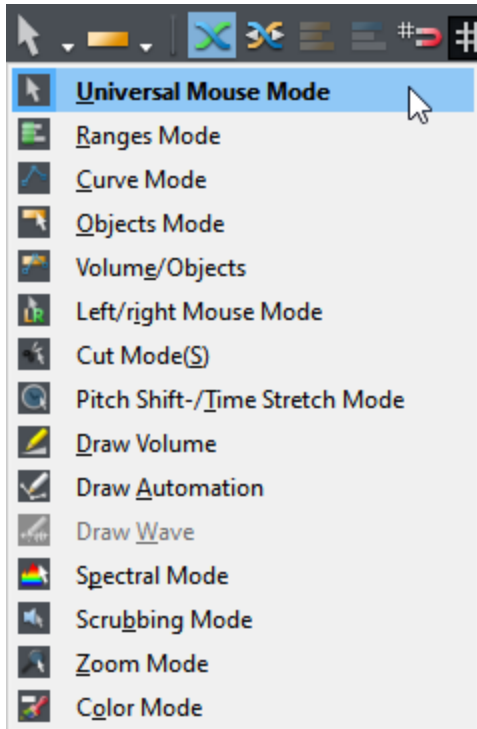 Universal Mouse Mode
Ranges Mode
Curve Mode
Objects Mode
Volume/Objects
Left/right Mouse Mode
Cut Mode(S)
Pitch Shift-/Time Stretch Mode
Draw Volume
Draw Automation
Draw Wave
Spectral Mode
Scrubbing Mode
Zoom Mode
Color Mode